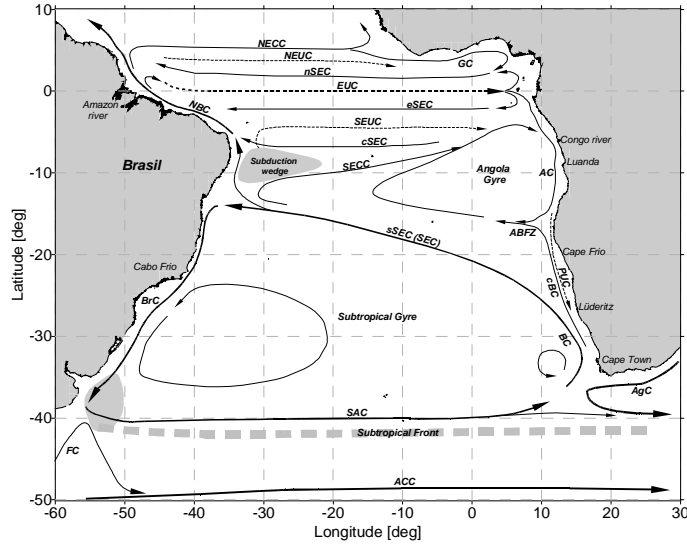 10
0
-10
-20
-30
-40
-50
-60
-50
-40
-30
-20
-10
0
10
20
30
Latitude [deg]
Longitude [deg]
NECC
NEUC
GC
nSEC
EUC
NBC
eSEC
Amazon
river
SEUC
cSEC
Congo river
Brasil
Subduction
wedge
SECC
Angola
Gyre
AC
Luanda
sSEC (SEC)
ABFZ
Cape Frio
Cabo Frio
PUC
cBC
BrC
Subtropical Gyre
Lüderitz
BC
Cape Town
AgC
SAC
Subtropical Front
FC
ACC